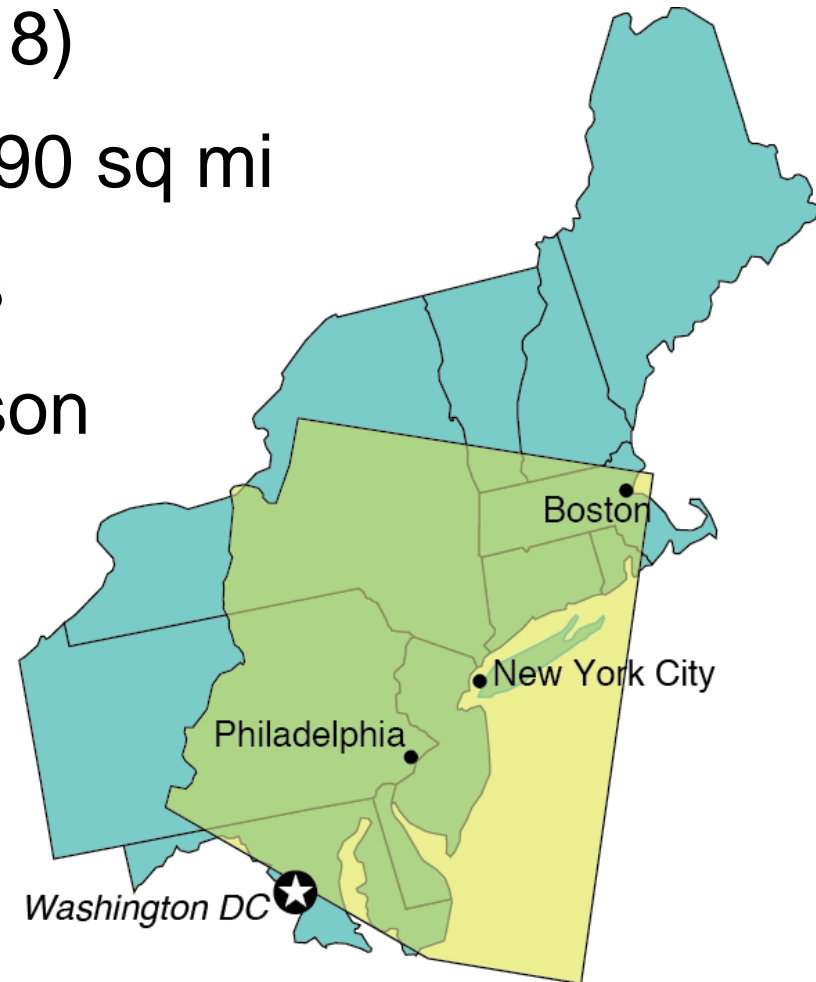 8)
90 sq mi
son
Boston
New York City
Philadelphia
Washington DC